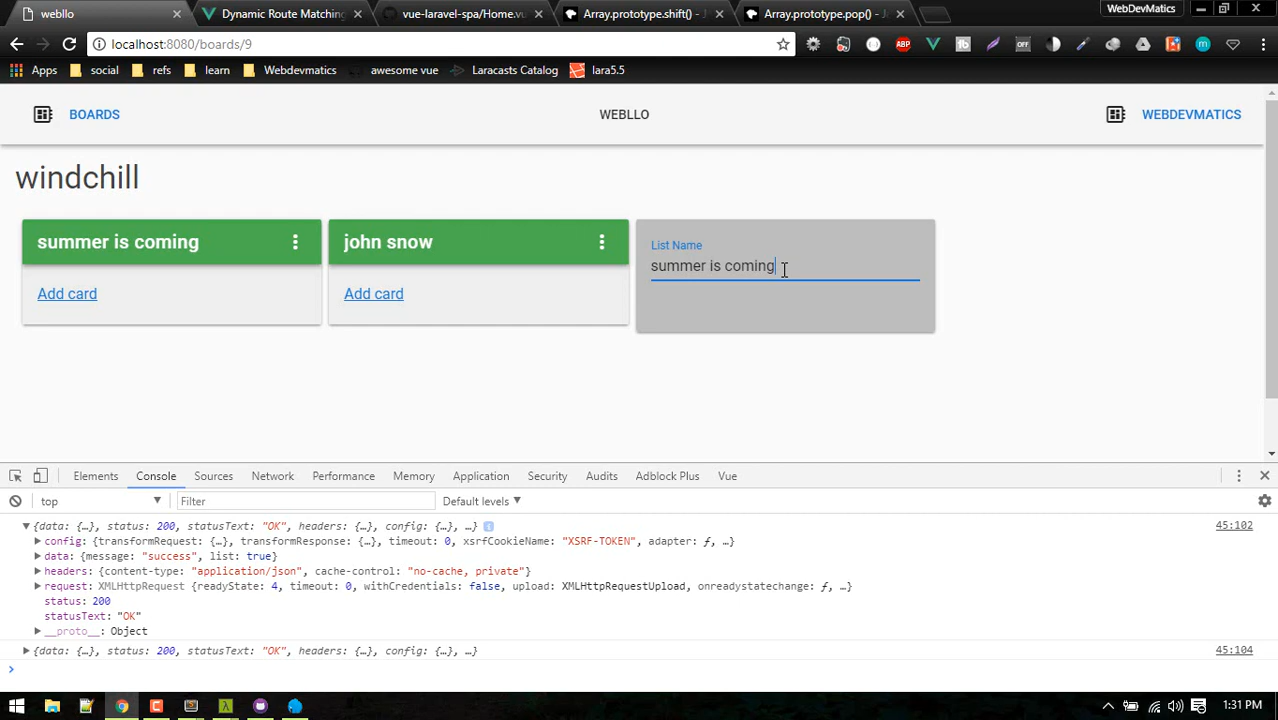 webllo
Dynamic Route Matching
vue-laravel-spa/Home.vu
Array.prototype.shift() - J
Array.prototype.pop() - J
WebDevMatics
localhost:8080/boards/9
ABP
OFF
Apps
social
refs
learn
Webdevmatics
awesome vue
Laracasts Catalog
lara5.5
BOARDS
WEBLLO
WEBDEVMATICS
windchill
summer is coming
john snow
List Name
summer is coming
Add card
Add card
Elements
Console
Sources
Network
Performance
Memory
Application
Security
Audits
Adblock Plus
Vue
top
Filter
Default levels
{data: {…}, status: 200, statusText: "OK", headers: {…}, config: {…}, …}
45:102
config: {transformRequest: {…}, transformResponse: {…}, timeout: 0, xsrfCookieName: "XSRF-TOKEN", adapter: ƒ, …}
data: {message: "success", list: true}
headers: {content-type: "application/json", cache-control: "no-cache, private"}
request: XMLHttpRequest {readyState: 4, timeout: 0, withCredentials: false, upload: XMLHttpRequestUpload, onreadystatechange: ƒ, …}
status: 200
statusText: "OK"
__proto__: Object
{data: {…}, status: 200, statusText: "OK", headers: {…}, config: {…}, …}
45:104
1:31 PM